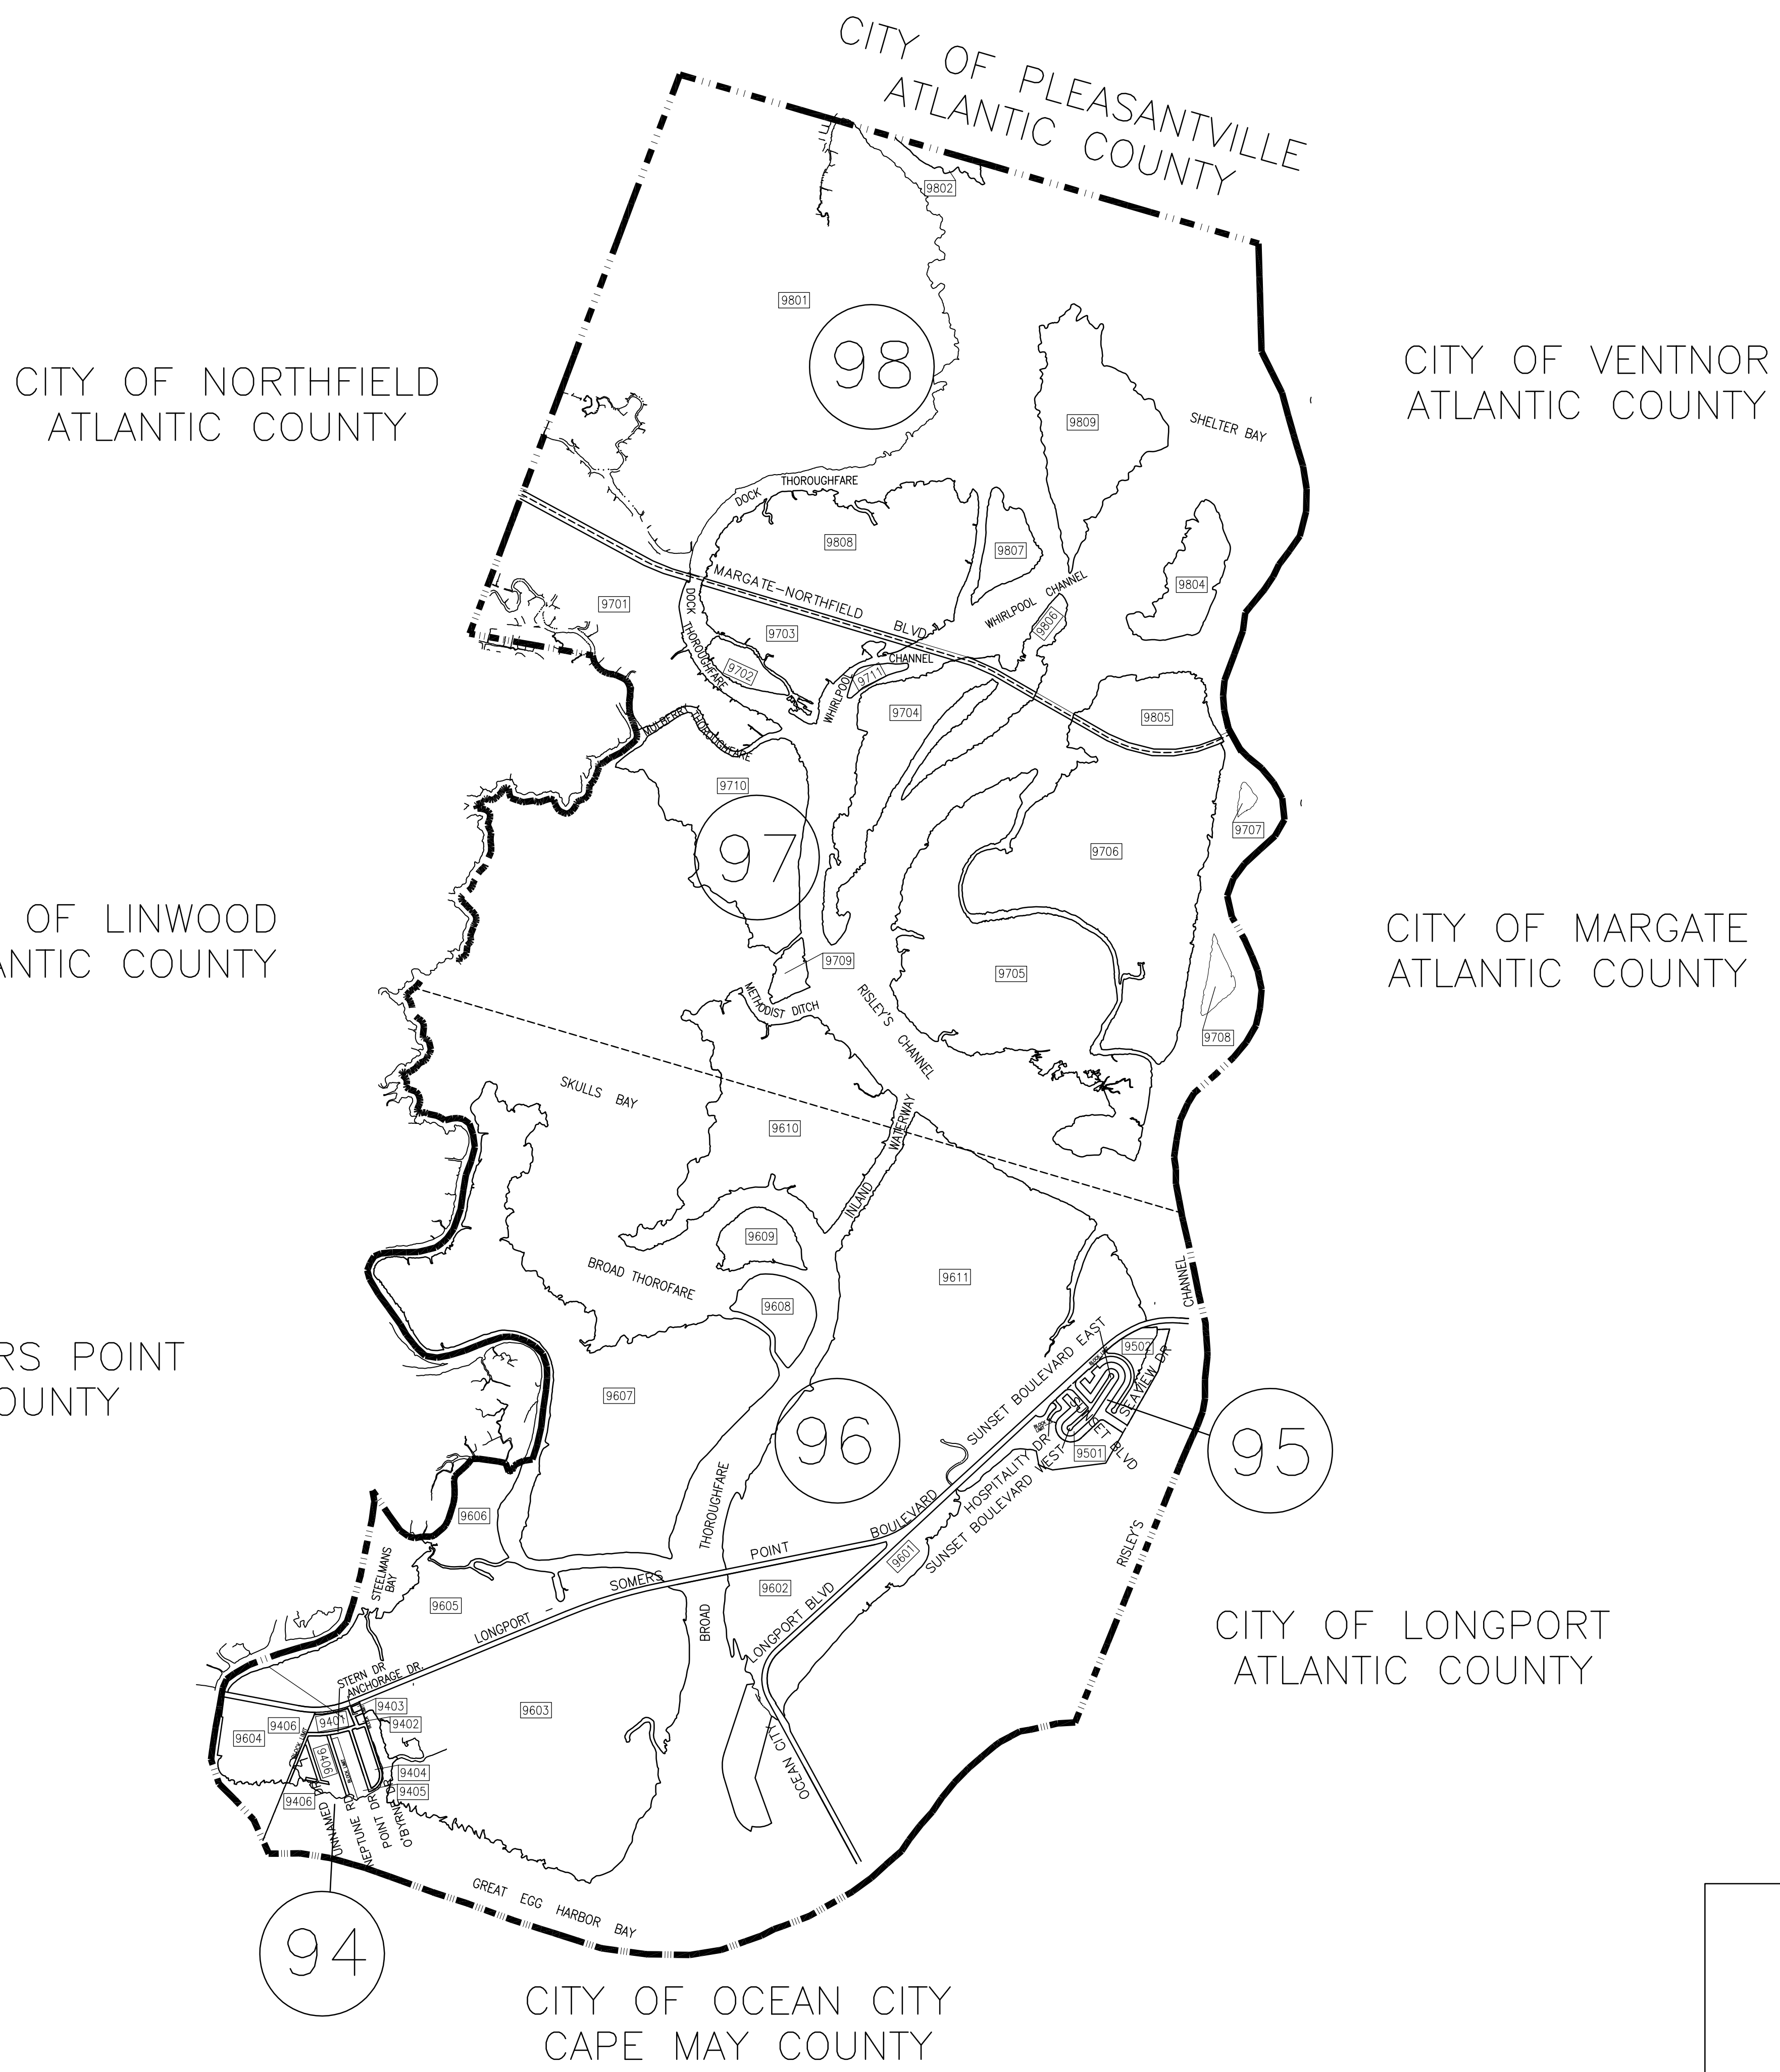 CITY OF PLEASANTVILLE
ATLANTIC COUNTY
9802
9801
98
CITY OF NORTHFIELD
ATLANTIC COUNTY
CITY OF VENTNOR
ATLANTIC COUNTY
9809
SHELTER BAY
DOCK THOROUGHFARE
9808
9807
9804
MARGATE-NORTHFIELD BLVD
WHIRLPOOL CHANNEL
9806
9701
DOCK THOROUGHFARE
9703
9702
WHIRLPOOL CHANNEL
9711
9704
9805
MULBERRY THOROUGHFARE
9710
97
9706
9707
OF LINWOOD
ANTIC COUNTY
CITY OF MARGATE
ATLANTIC COUNTY
9709
9705
METHODIST DITCH
RISLEY'S CHANNEL
9708
SKULLS BAY
9610
INLAND WATERWAY
9609
BROAD THOROFARE
9608
9611
RS POINT
OUNTY
9607
96
SUNSET BOULEVARD EAST
9502
SEAVIEW DR
SUNSET BLVD
9501
95
HOSPITALITY DR
SUNSET BOULEVARD WEST
RISLEY'S CHANNEL
9606
STEELMANS
BAY
9605
LONGPORT SOMERS POINT BOULEVARD
9601
9602
BROAD THOROUGHFARE
LONGPORT BLVD
OCEAN CITY
CITY OF LONGPORT
ATLANTIC COUNTY
STERN DR
ANCHORAGE DR.
9403
9402
9401
9406
9604
9603
9406
9404
9405
9406
UNNAMED DR
NEPTUNE RD
POINT DR
O'BYRNE DR
GREAT EGG HARBOR BAY
94
CITY OF OCEAN CITY
CAPE MAY COUNTY